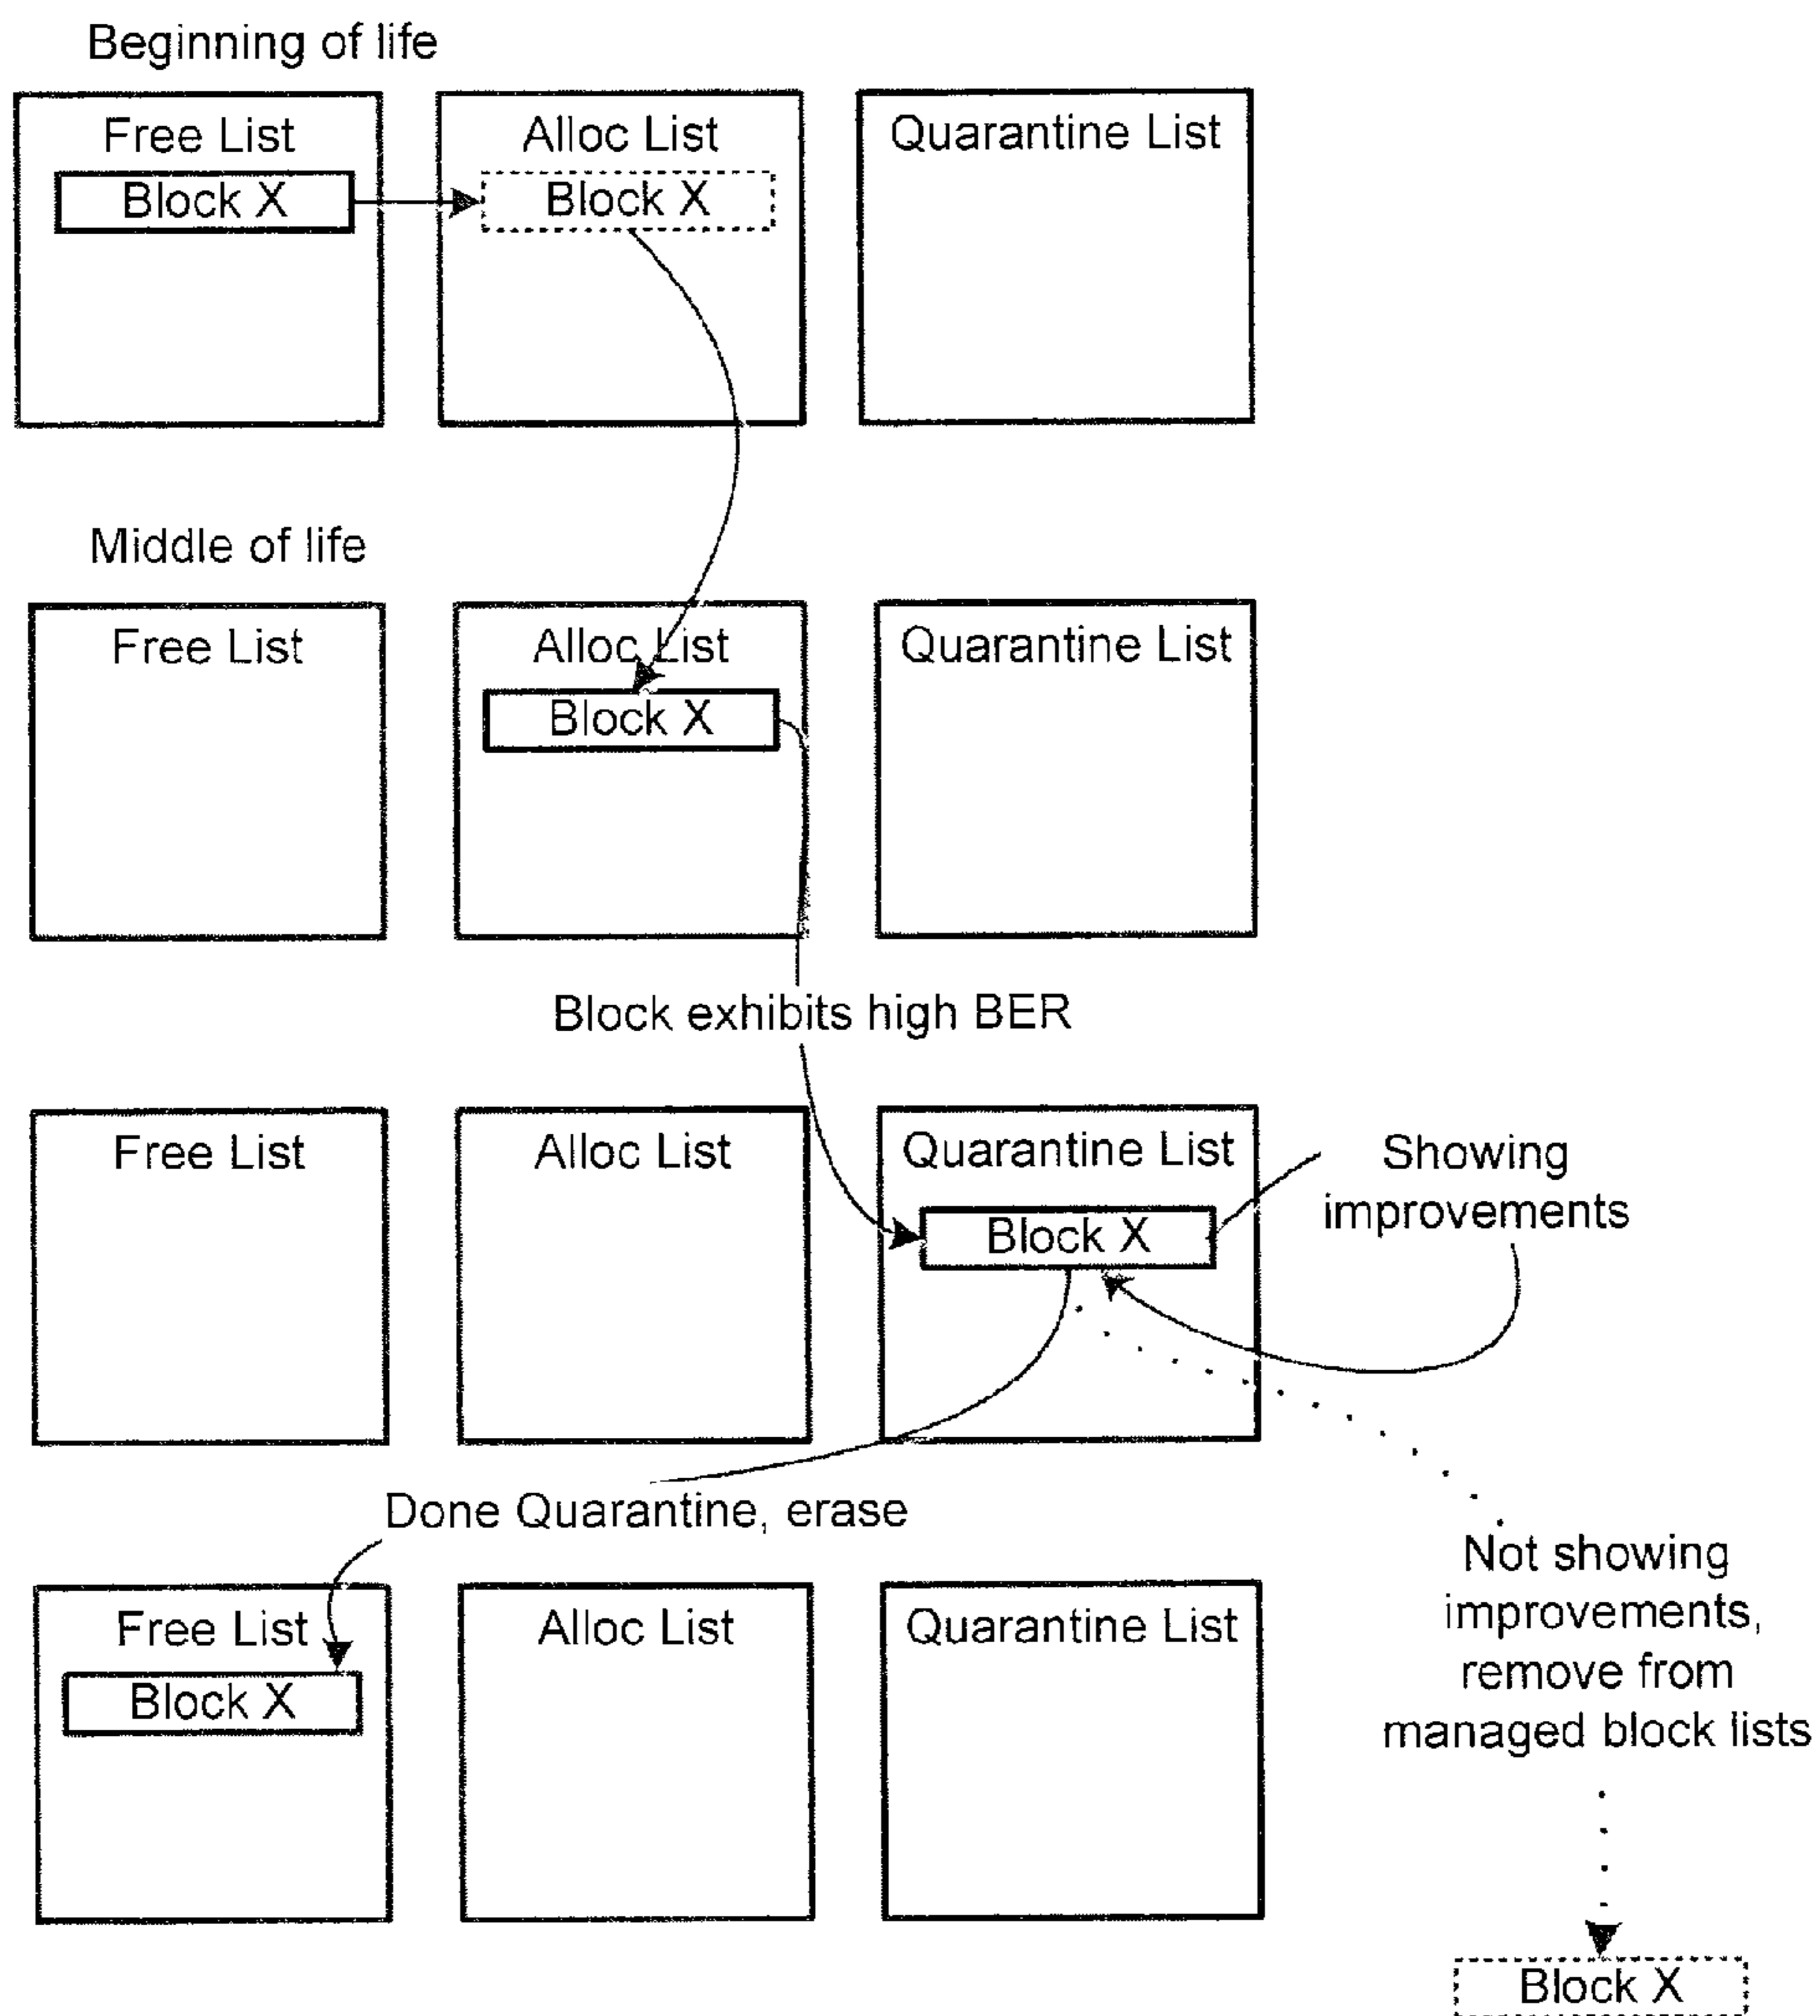 Beginning of life
Free List
Block X
Alloc List
Block X
Quarantine List
Middle of life
Free List
Alloc List
Block X
Quarantine List
Block exhibits high BER
Free List
Alloc List
Quarantine List
Block X
Showing
improvements
Done Quarantine, erase
Free List
Block X
Alloc List
Quarantine List
Not showing
improvements,
remove from
managed block lists
Block X